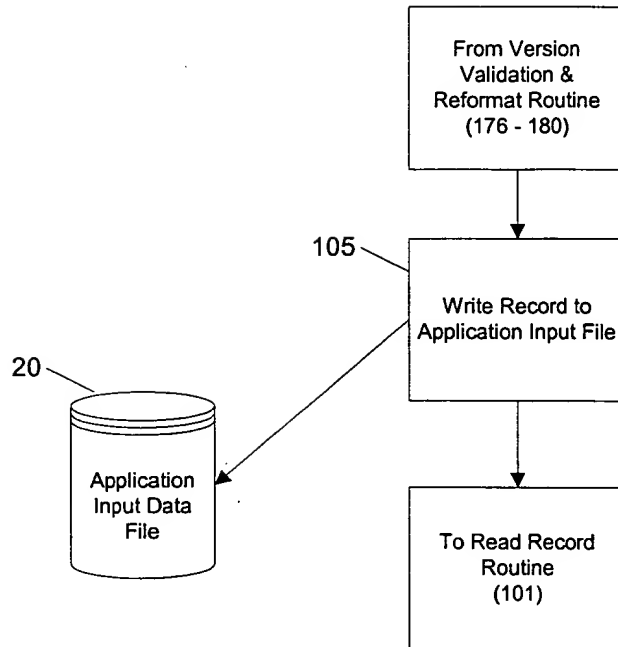 From Version
Validation &
Reformat Routine
(176 - 180)
105
Write Record to
Application Input File
20
Application
Input Data
File
To Read Record
Routine
(101)